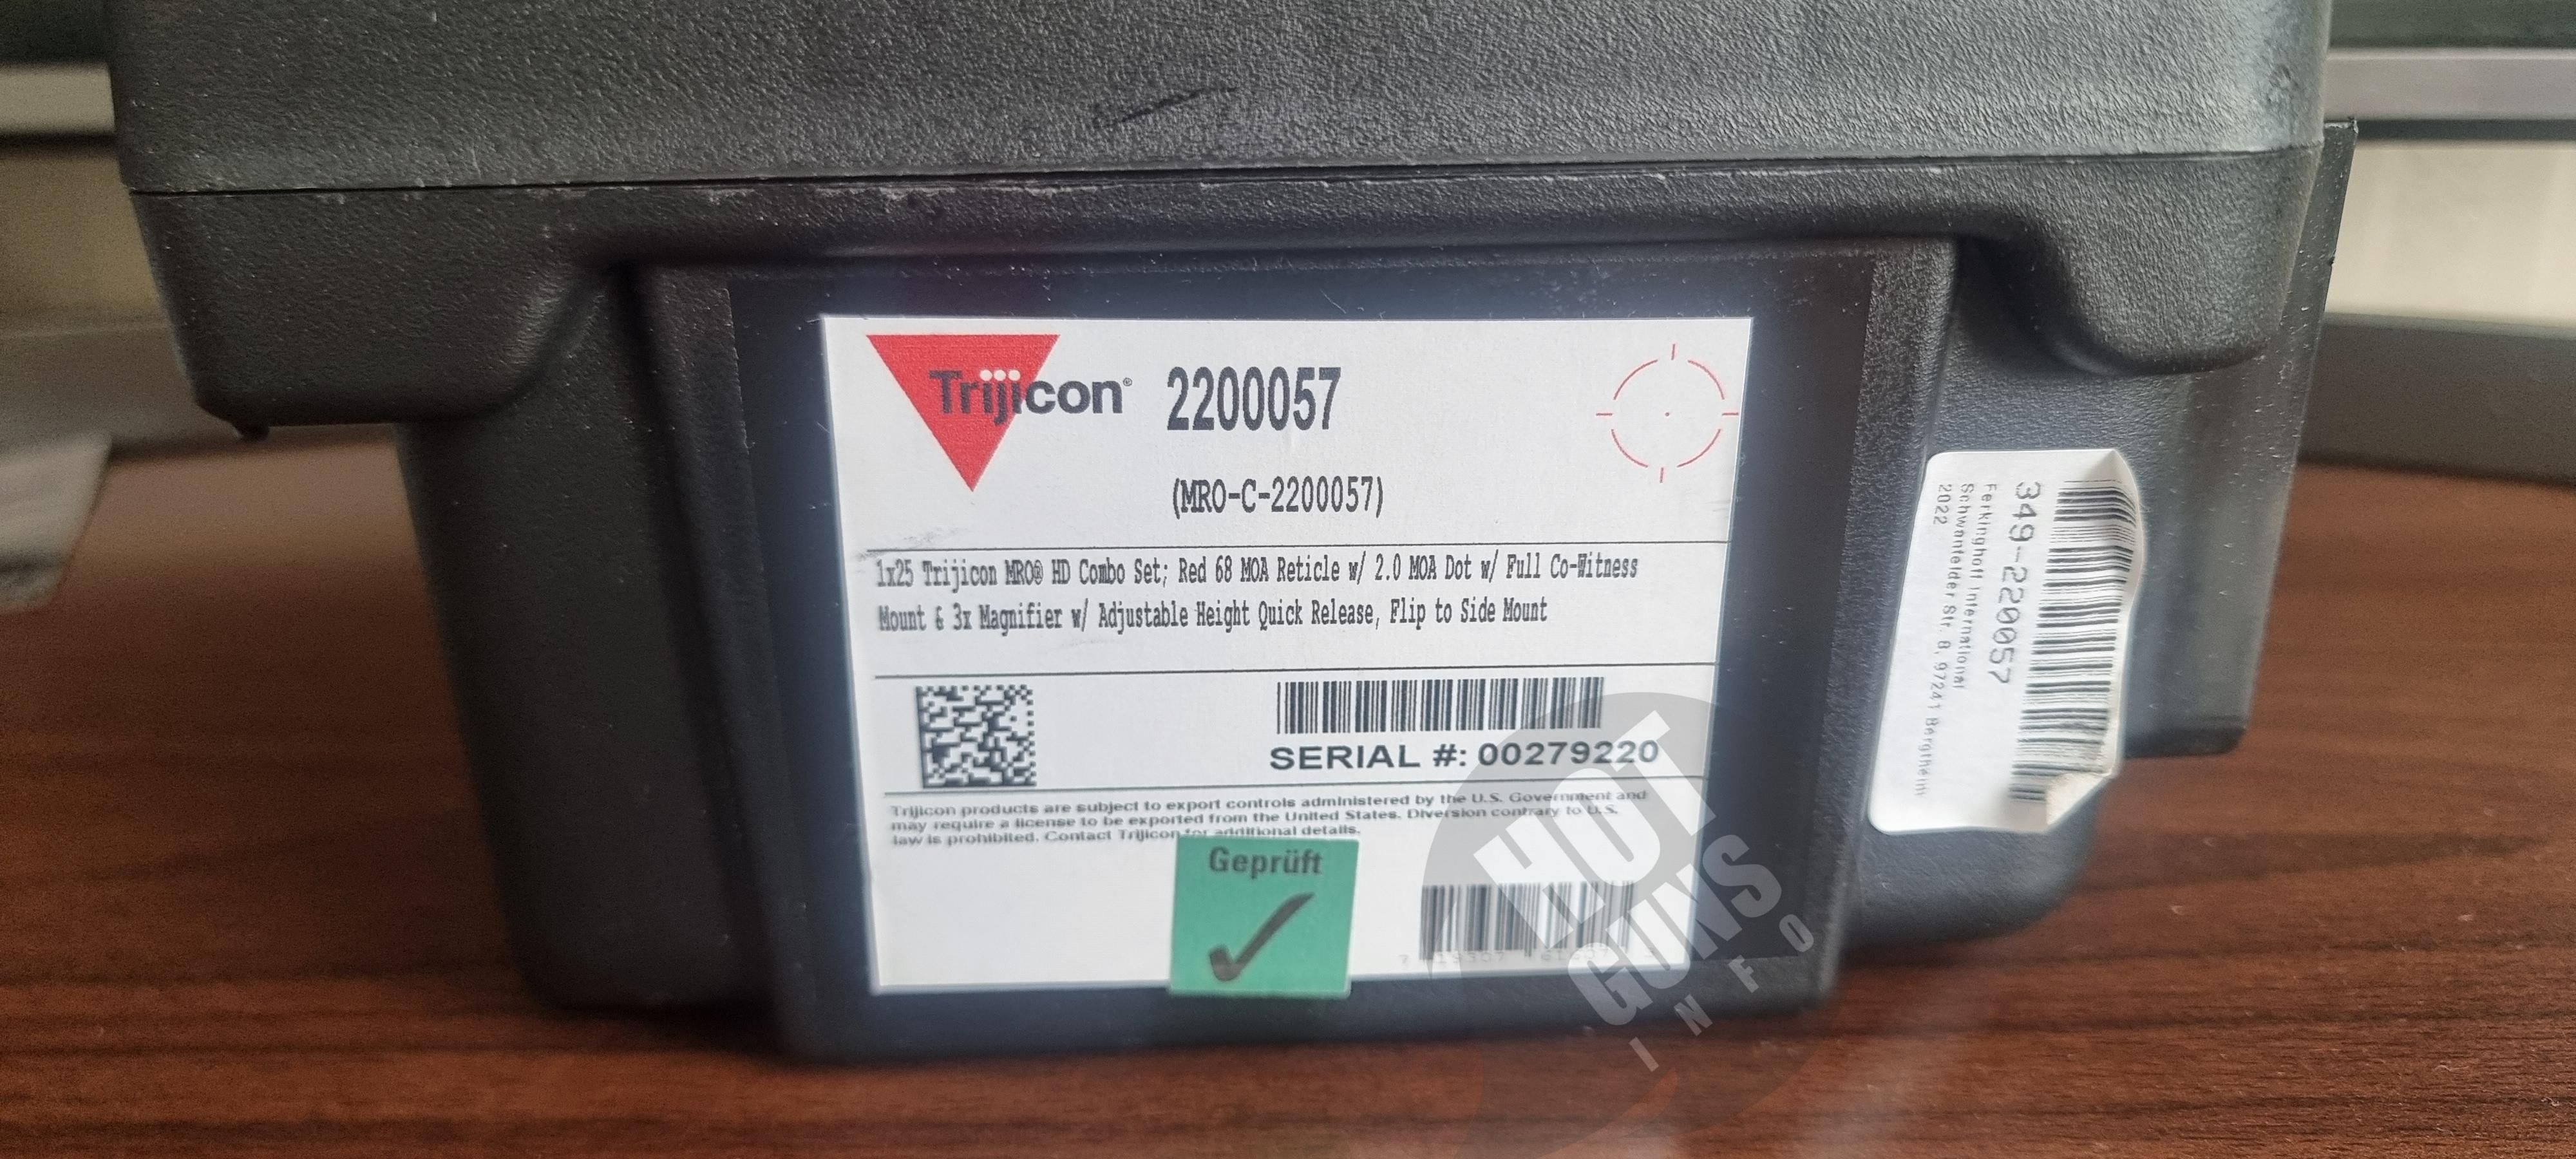 Trijicon® 2200057
(MRO-C-2200057)
1x25 Trijicon MRO® HD Combo Set; Red 68 MOA Reticle w/ 2.0 MOA Dot w/ Full Co-Witness
Mount & 3x Magnifier w/ Adjustable Height Quick Release, Flip to Side Mount
SERIAL #: 00279220
Trijicon products are subject to export controls administered by the U.S. Government and
may require a license to be exported from the United States. Diversion contrary to U.S.
law is prohibited. Contact Trijicon for additional details.
Geprüft
349-2200057
Ferkinghoff International
Schwanfelder Str. 8, 97241 Bergtheim
2022
HOT
GUNS
INFO